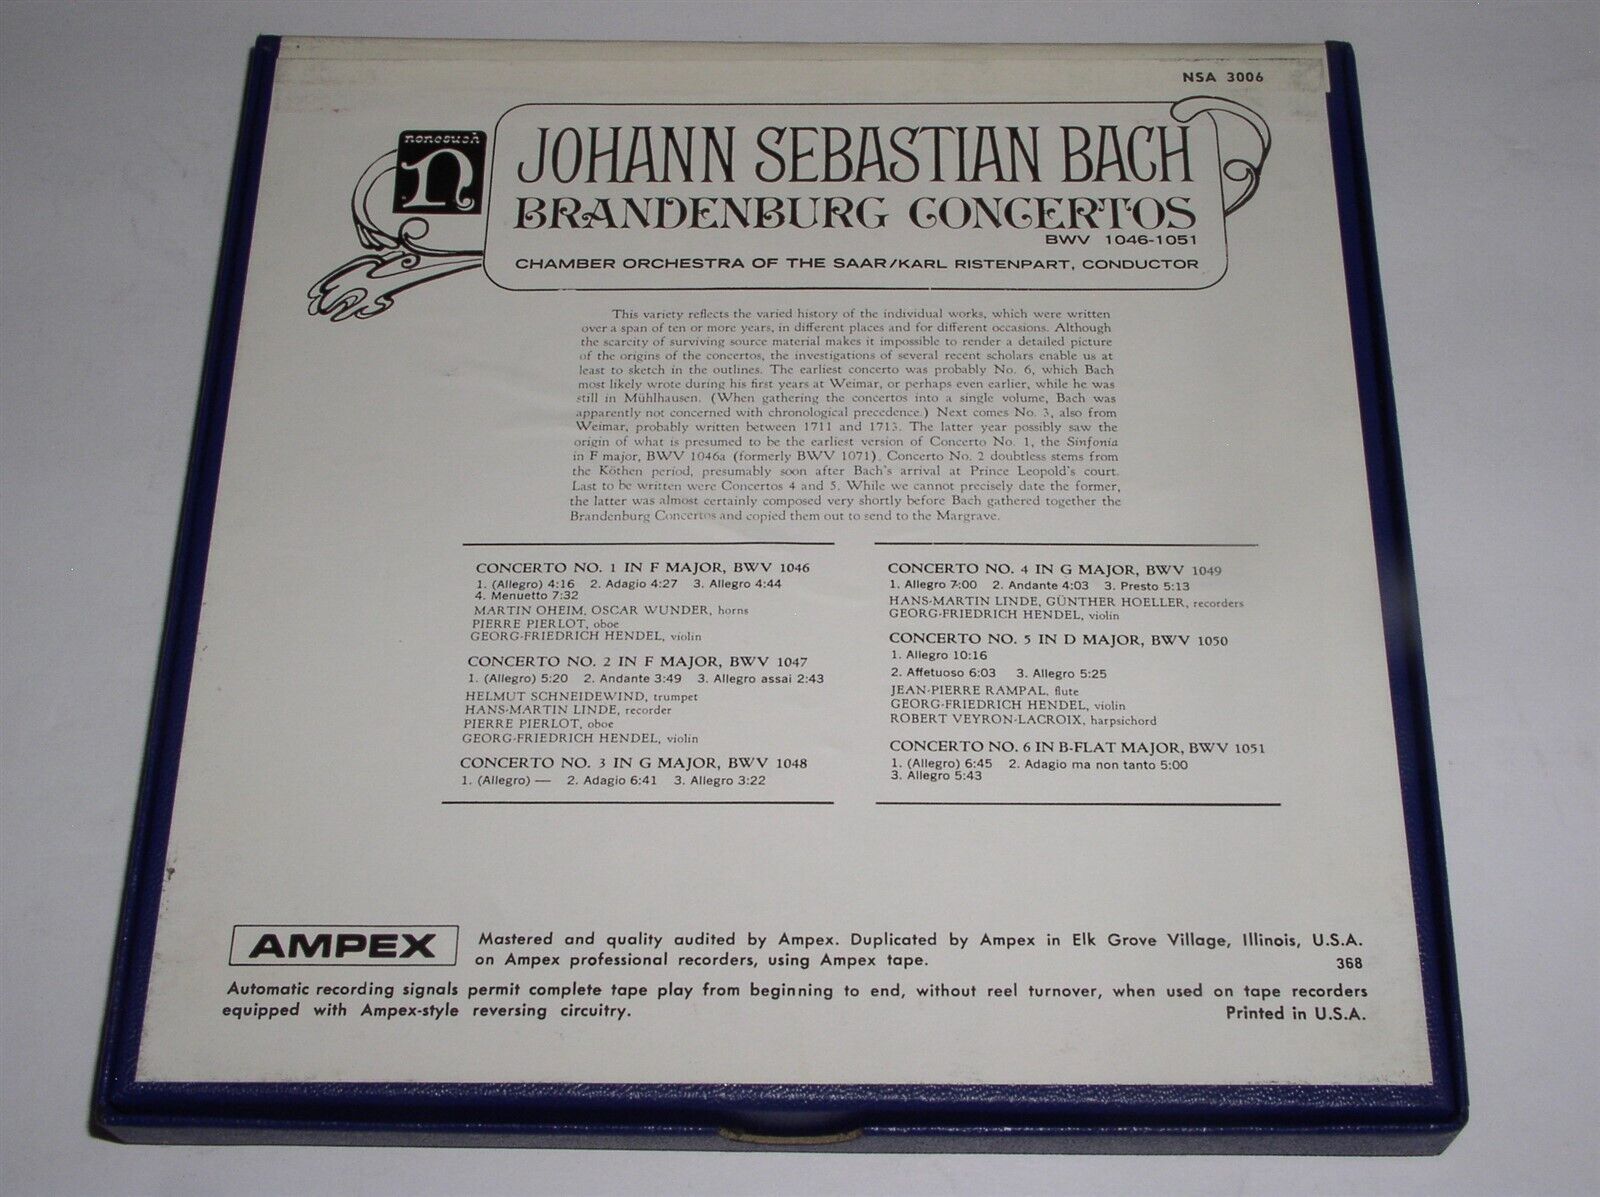 NSA 3006
nonesuch
n
JOHANN SEBASTIAN BACH
BRANDENBURG CONCERTOS
BWV 1046-1051
CHAMBER ORCHESTRA OF THE SAAR/KARL RISTENPART, CONDUCTOR
This variety reflects the varied history of the individual works, which were written
over a span of ten or more years, in different places and for different occasions. Although
the scarcity of surviving source material makes it impossible to render a detailed picture
of the origins of the concertos, the investigations of several recent scholars enable us at
least to sketch in the outlines. The earliest concerto was probably No. 6, which Bach
most likely wrote during his first years at Weimar, or perhaps even earlier, while he was
still in Mühlhausen. (When gathering the concertos into a single volume, Bach was
apparently not concerned with chronological precedence.) Next comes No. 3, also from
Weimar, probably written between 1711 and 1713. The latter year possibly saw the
origin of what is presumed to be the earliest version of Concerto No. 1, the Sinfonia
in F major, BWV 1046a (formerly BWV 1071). Concerto No. 2 doubtless stems from
the Köthen period, presumably soon after Bach's arrival at Prince Leopold's court.
Last to be written were Concertos 4 and 5. While we cannot precisely date the former,
the latter was almost certainly composed very shortly before Bach gathered together the
Brandenburg Concertos and copied them out to send to the Margrave.
CONCERTO NO. 1 IN F MAJOR, BWV 1046
1. (Allegro) 4:16 2. Adagio 4:27 3. Allegro 4:44
4. Menuetto 7:32
MARTIN OHEIM, OSCAR WUNDER, horns
PIERRE PIERLOT, oboe
GEORG-FRIEDRICH HENDEL, violin
CONCERTO NO. 2 IN F MAJOR, BWV 1047
1. (Allegro) 5:20 2. Andante 3:49 3. Allegro assai 2:43
HELMUT SCHNEIDEWIND, trumpet
HANS-MARTIN LINDE, recorder
PIERRE PIERLOT, oboe
GEORG-FRIEDRICH HENDEL, violin
CONCERTO NO. 3 IN G MAJOR, BWV 1048
1. (Allegro) — 2. Adagio 6:41 3. Allegro 3:22
CONCERTO NO. 4 IN G MAJOR, BWV 1049
1. Allegro 7:00 2. Andante 4:03 3. Presto 5:13
HANS-MARTIN LINDE, GÜNTHER HOELLER, recorders
GEORG-FRIEDRICH HENDEL, violin
CONCERTO NO. 5 IN D MAJOR, BWV 1050
1. Allegro 10:16
2. Affetuoso 6:03 3. Allegro 5:25
JEAN-PIERRE RAMPAL, flute
GEORG-FRIEDRICH HENDEL, violin
ROBERT VEYRON-LACROIX, harpsichord
CONCERTO NO. 6 IN B-FLAT MAJOR, BWV 1051
1. (Allegro) 6:45 2. Adagio ma non tanto 5:00
3. Allegro 5:43
AMPEX
Mastered and quality audited by Ampex. Duplicated by Ampex in Elk Grove Village, Illinois, U.S.A.
on Ampex professional recorders, using Ampex tape.
368
Automatic recording signals permit complete tape play from beginning to end, without reel turnover, when used on tape recorders
equipped with Ampex-style reversing circuitry.
Printed in U.S.A.